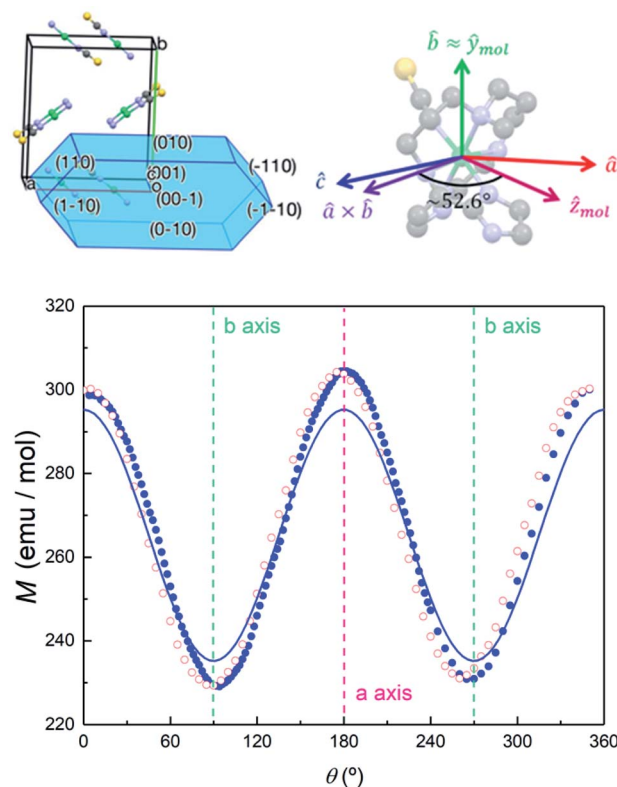 b
(010)
(110)
(-110)
a
(001)
c
o
(1-10)
(00-1)
(-1-10)
(0-10)
b̂ ≈ ŷmol
ĉ
â
â × b̂
~52.6°
ẑmol
320
300
280
260
240
220
M (emu / mol)
b axis
b axis
a axis
0
60
120
180
240
300
360
θ (º)